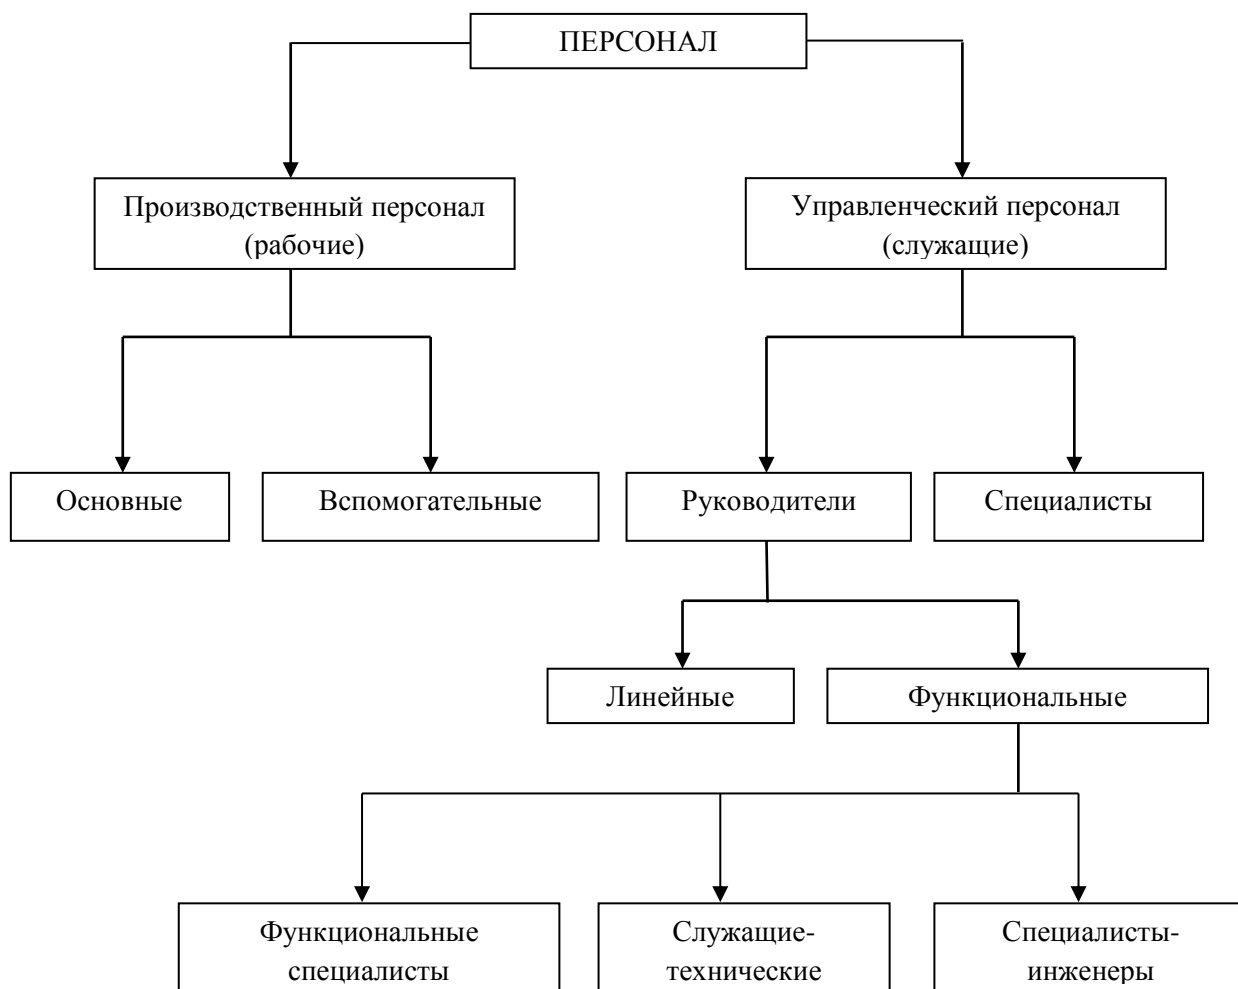 ПЕРСОНАЛ
Производственный персонал
(рабочие)
Управленческий персонал
(служащие)
Основные
Вспомогательные
Руководители
Специалисты
Линейные
Функциональные
Функциональные
специалисты
Служащие-
технические
Специалисты-
инженеры